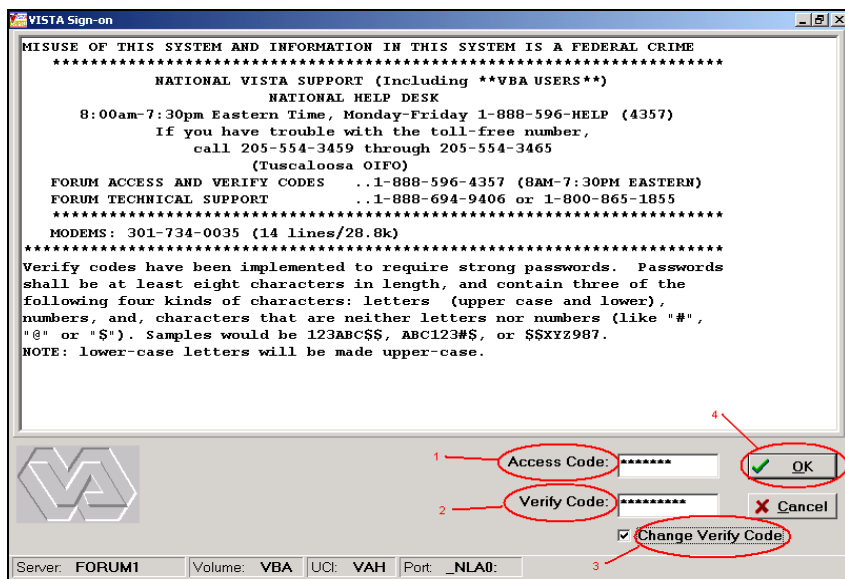 VISTA Sign-on
MISUSE OF THIS SYSTEM AND INFORMATION IN THIS SYSTEM IS A FEDERAL CRIME
***********************************************************************
NATIONAL VISTA SUPPORT (Including **VBA USERS**)
NATIONAL HELP DESK
8:00am-7:30pm Eastern Time, Monday-Friday 1-888-596-HELP (4357)
If you have trouble with the toll-free number,
call 205-554-3459 through 205-554-3465
(Tuscaloosa OIFO)
FORUM ACCESS AND VERIFY CODES ..1-888-596-4357 (8AM-7:30PM EASTERN)
FORUM TECHNICAL SUPPORT ..1-888-694-9406 or 1-800-865-1855
***********************************************************************
MODEMS: 301-734-0035 (14 lines/28.8k)
**************************************************************************
Verify codes have been implemented to require strong passwords. Passwords
shall be at least eight characters in length, and contain three of the
following four kinds of characters: letters (upper case and lower),
numbers, and, characters that are neither letters nor numbers (like "#",
"@" or "$"). Samples would be 123ABC$$, ABC123#$, or $$XYZ987.
NOTE: lower-case letters will be made upper-case.
4
1 Access Code: ******* OK
2 Verify Code: ********* Cancel
Change Verify Code
3
VA
Server: FORUM1 Volume: VBA UCI: VAH Port: _NLA0: